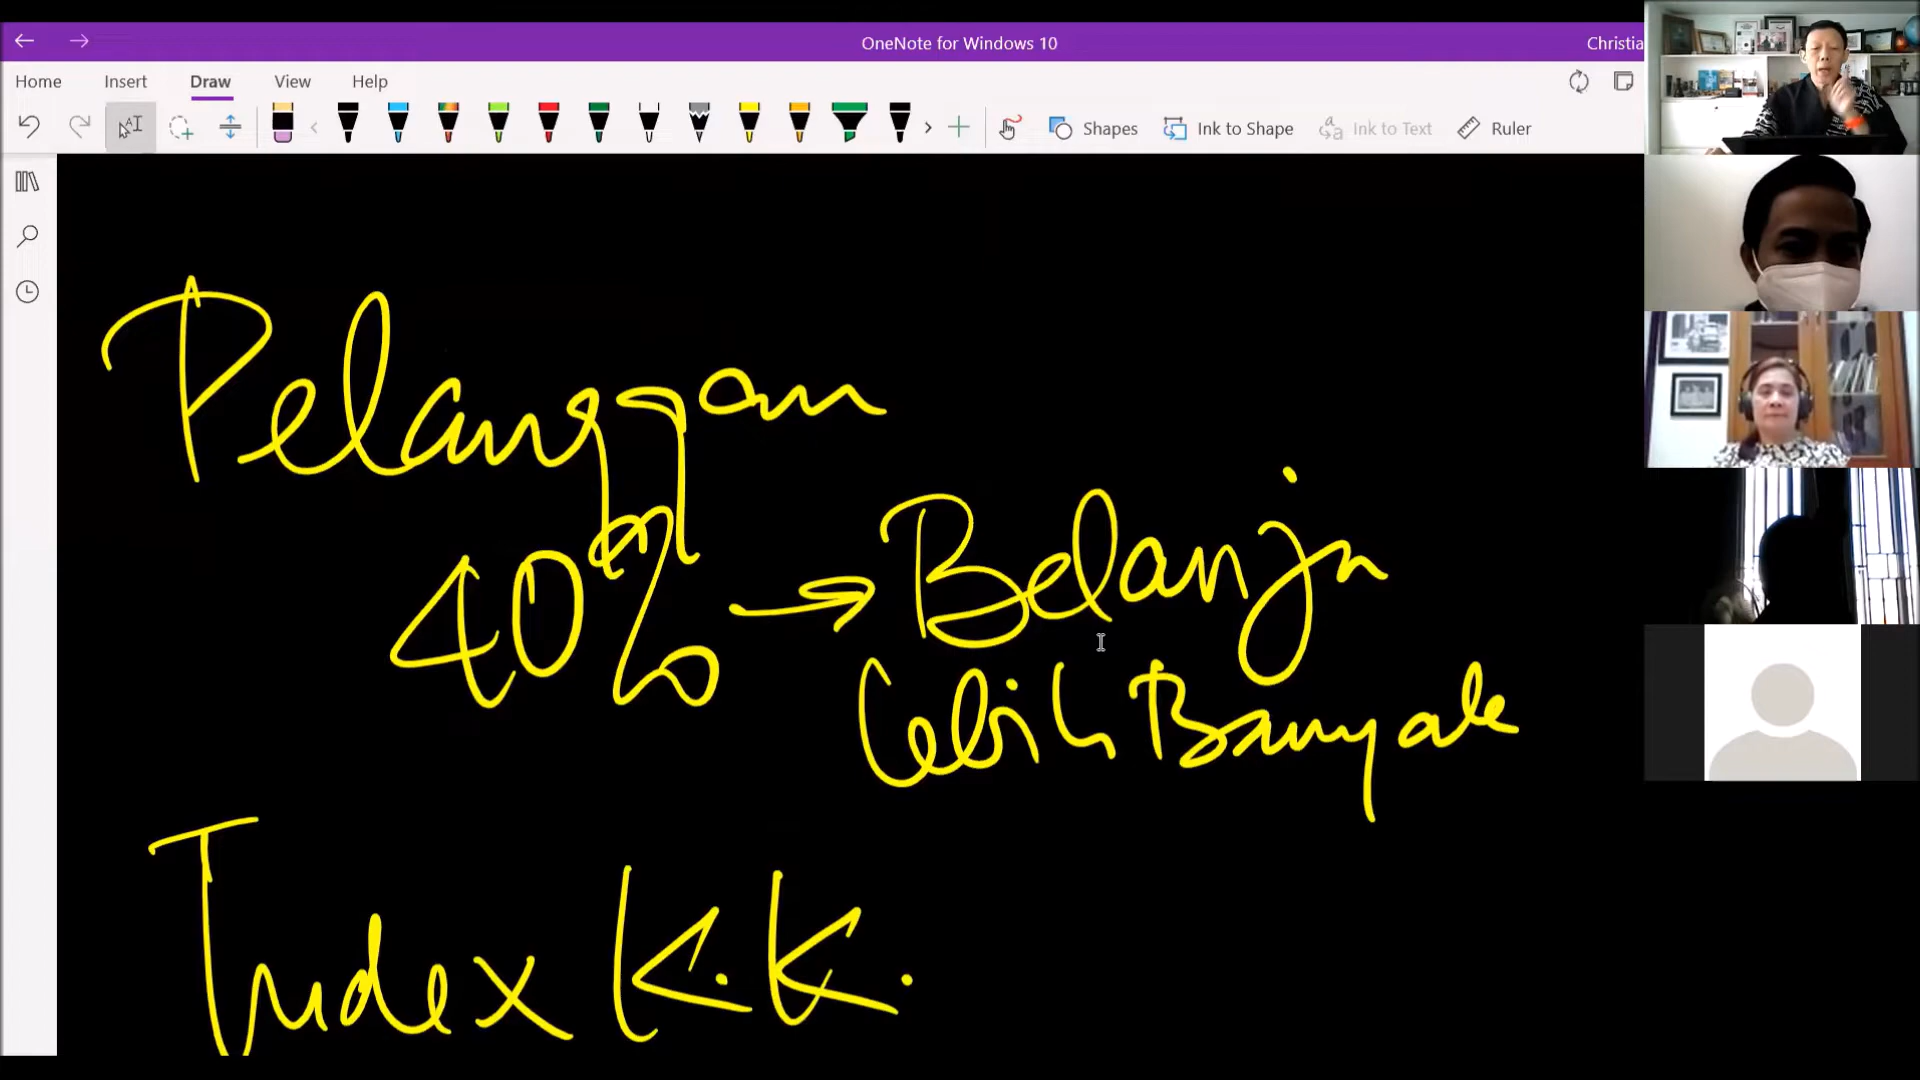 OneNote for Windows 10
Christia
Home Insert Draw View Help
Shapes Ink to Shape Ink to Text Ruler
Pelanggan
40% → Belanja
Lebih Banyak
Index K.K.